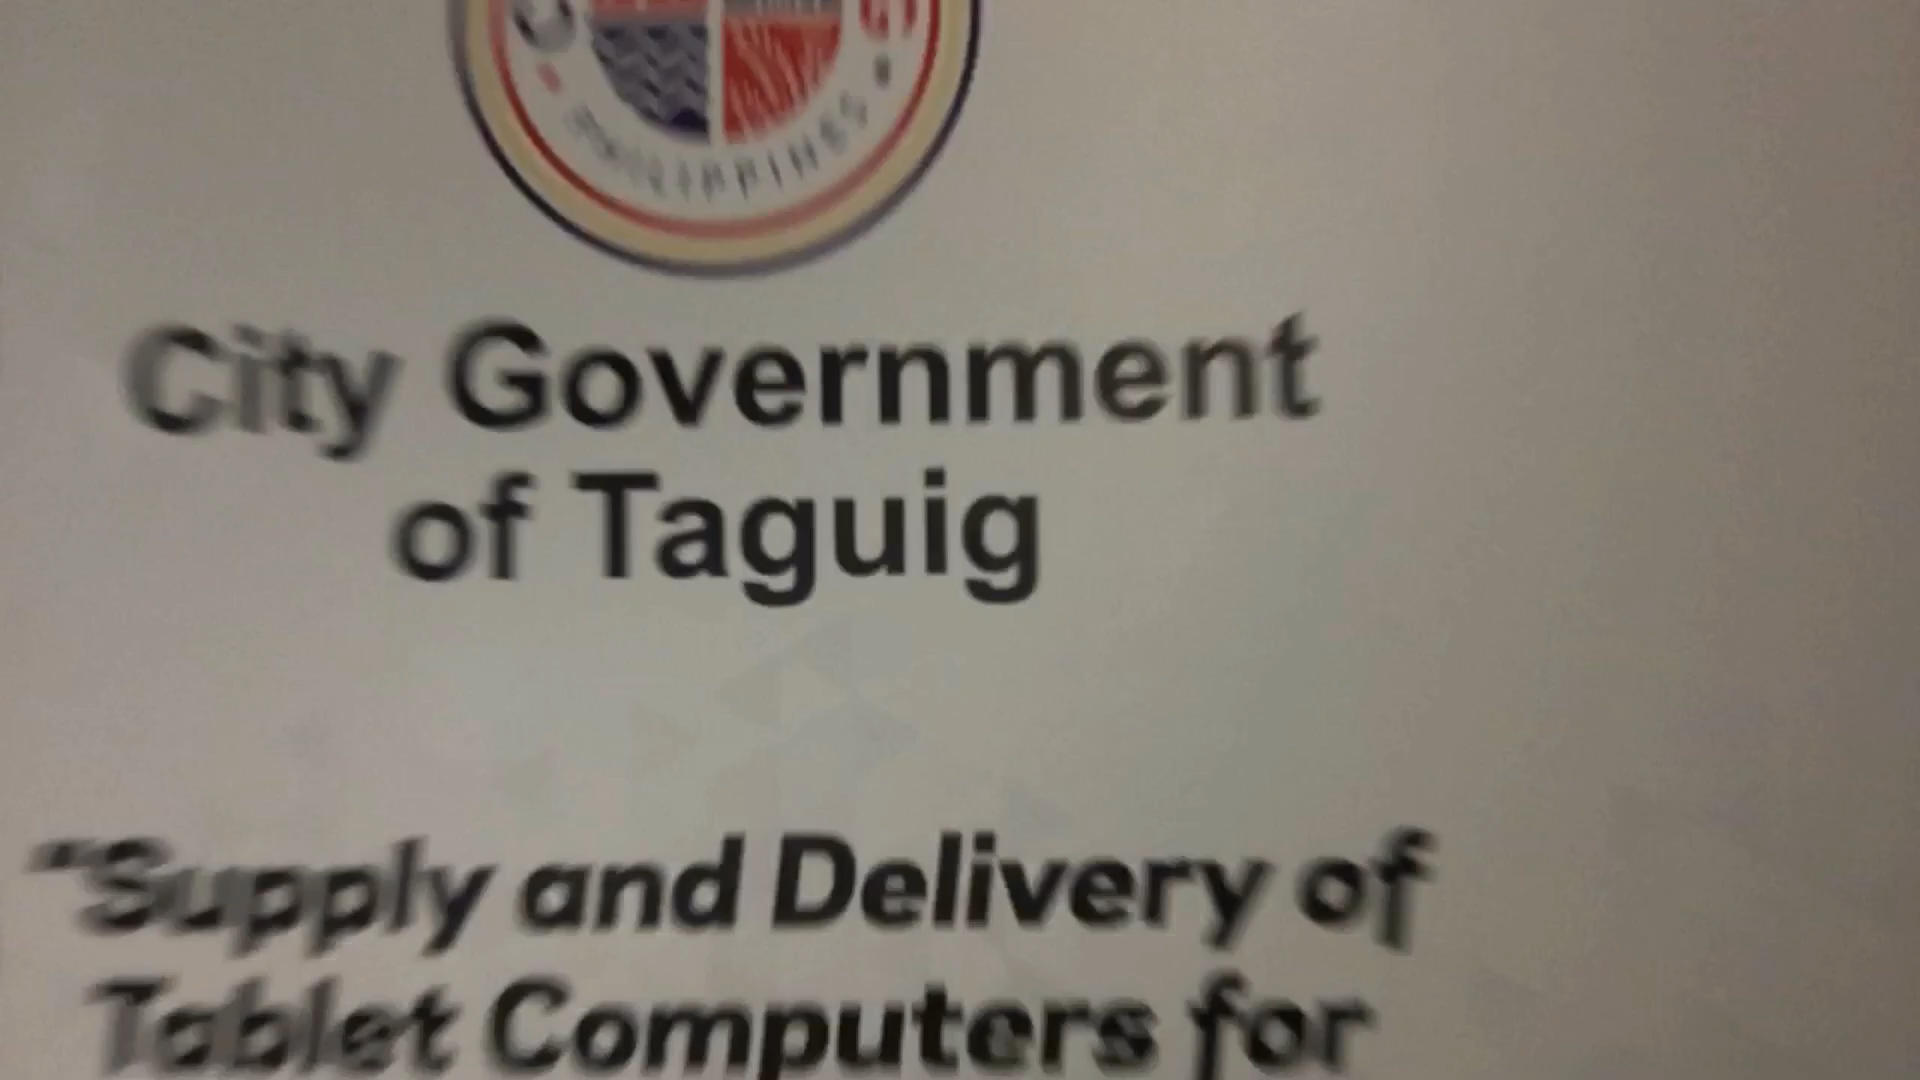 PHILIPPINES
City Government
of Taguig
"Supply and Delivery of
Tablet Computers for